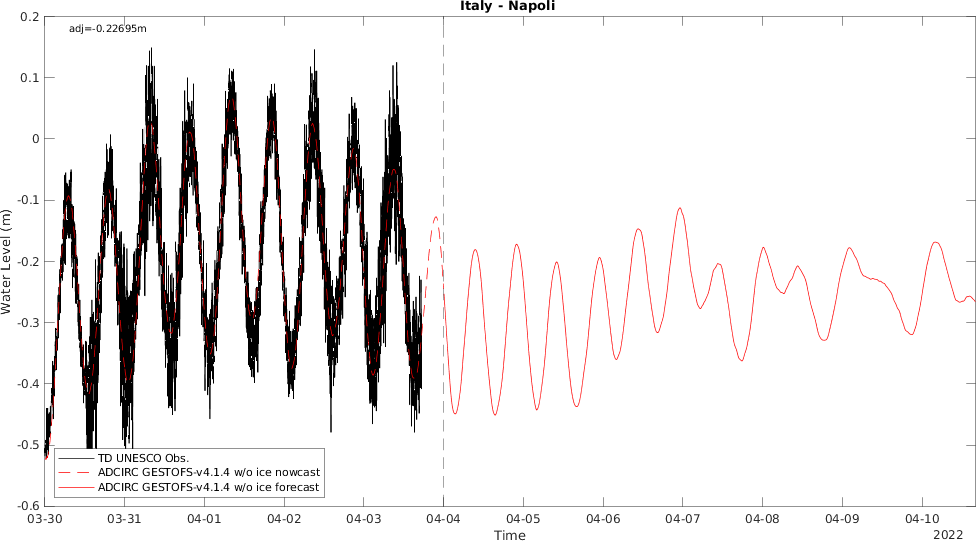 Italy - Napoli
adj=-0.22695m
0.2
0.1
0
-0.1
-0.2
-0.3
-0.4
-0.5
-0.6
Water Level (m)
TD UNESCO Obs.
ADCIRC GESTOFS-v4.1.4 w/o ice nowcast
ADCIRC GESTOFS-v4.1.4 w/o ice forecast
03-30 03-31 04-01 04-02 04-03 04-04 04-05 04-06 04-07 04-08 04-09 04-10
Time
2022